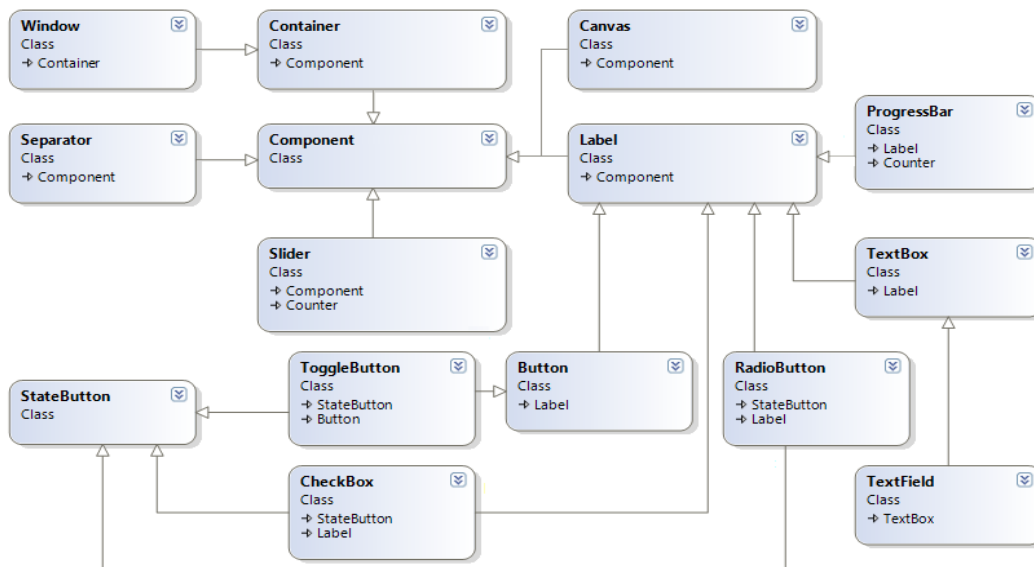 Window
Class
Container
Container
Class
Component
Canvas
Class
Component
Separator
Class
Component
Component
Class
Label
Class
Component
ProgressBar
Class
Label
Counter
Slider
Class
Component
Counter
TextBox
Class
Label
StateButton
Class
ToggleButton
Class
StateButton
Button
Button
Class
Label
RadioButton
Class
StateButton
Label
CheckBox
Class
StateButton
Label
TextField
Class
TextBox